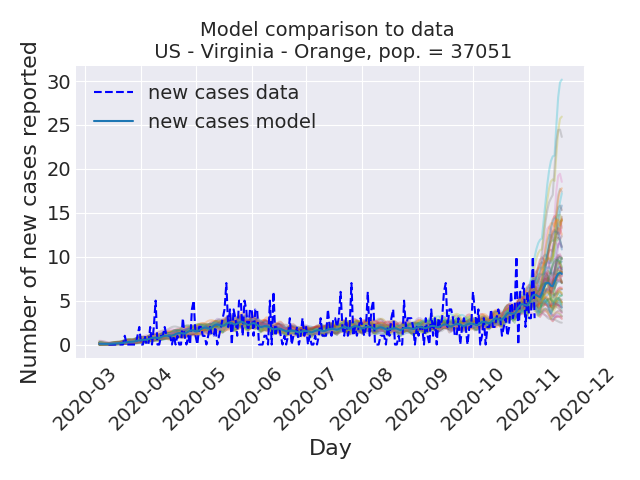 Model comparison to data
US - Virginia - Orange, pop. = 37051
Number of new cases reported
30
25
20
15
10
5
0
new cases data
new cases model
2020-03
2020-04
2020-05
2020-06
2020-07
2020-08
2020-09
2020-10
2020-11
2020-12
Day